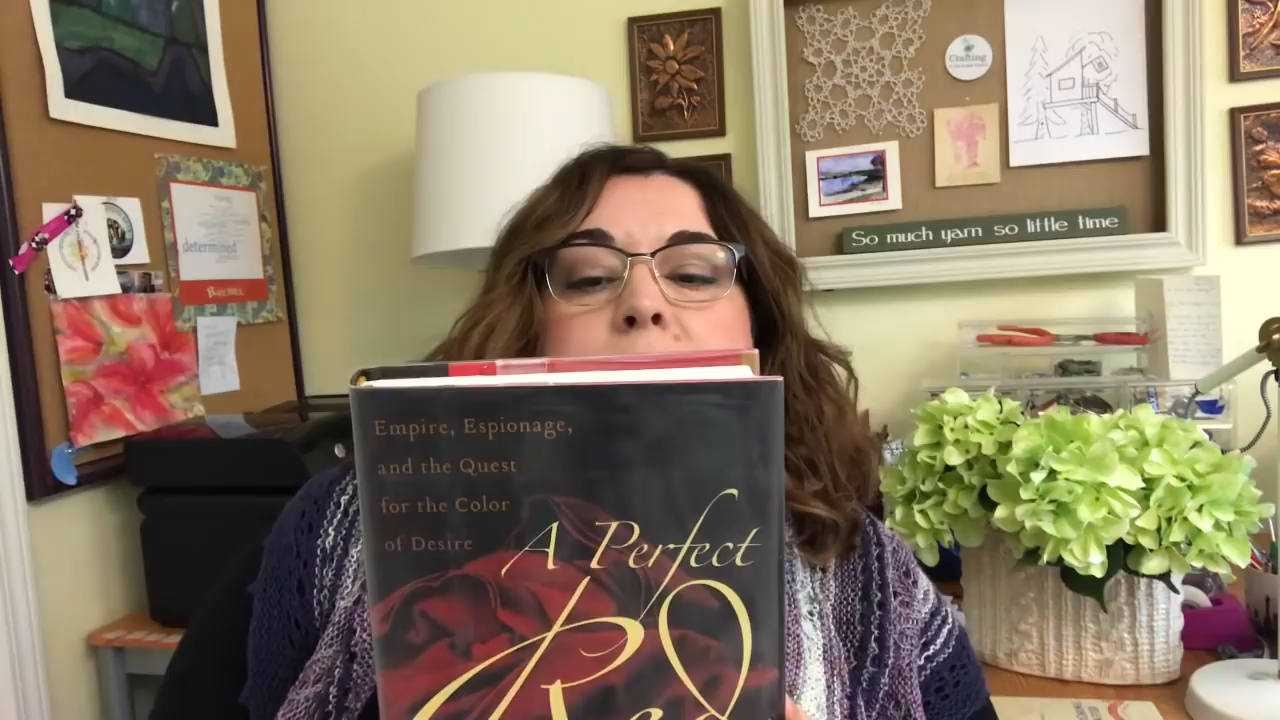 Crafting
So much yarn so little time
determined
Empire, Espionage,
and the Quest
for the Color
of Desire
A Perfect
Red